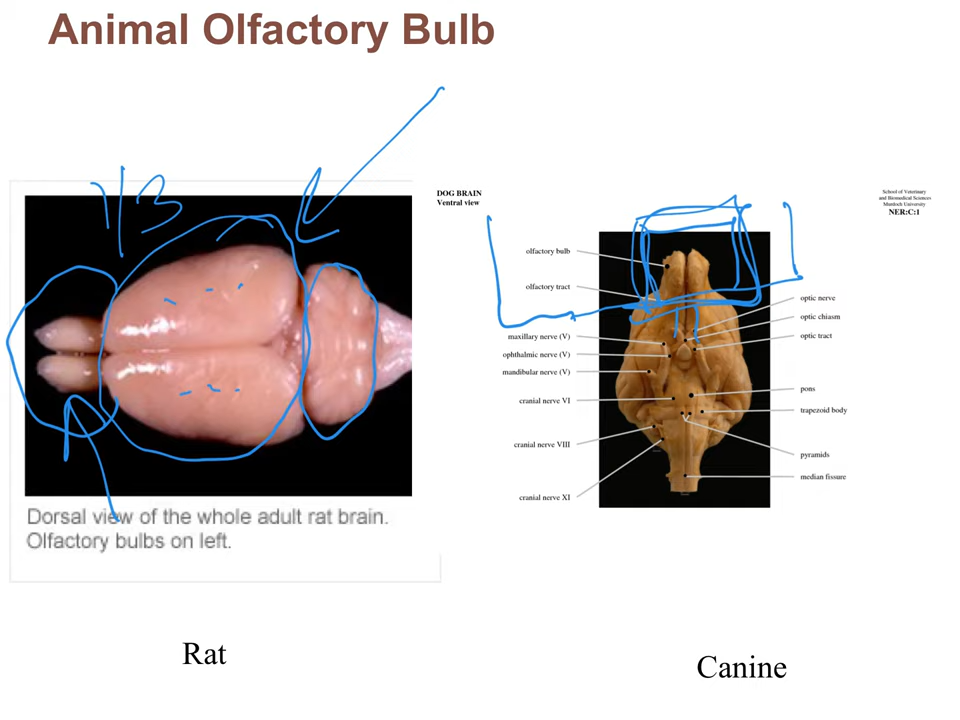 Animal Olfactory Bulb
1/3
DOG BRAIN
Ventral view
School of Veterinary
and Biomedical Sciences
Murdoch University
NER:C:1
olfactory bulb
olfactory tract
maxillary nerve (V)
ophthalmic nerve (V)
mandibular nerve (V)
cranial nerve VI
cranial nerve VIII
cranial nerve XI
optic nerve
optic chiasm
optic tract
pons
trapezoid body
pyramids
median fissure
Dorsal view of the whole adult rat brain.
Olfactory bulbs on left.
Rat
Canine